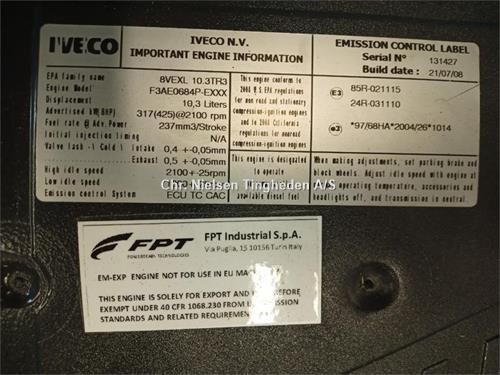 IVECO
IVECO N.V.
IMPORTANT ENGINE INFORMATION
EPA family name 8VEXL 10.3TR3
Engine Model F3AE0684P-EXXX
Displacement 10,3 Liters
Advertised kW(BHP) 317(425)@2100 rpm
Fuel rate @ Adv.Power 237mm3/Stroke
Initial injection timing N/A
Valve lash -( Cold ) \ Intake 0,4 +-0,05mm
Exhaust 0,5 +-0,05mm
High idle speed 2100 +-25rpm
Low idle speed
Emission control System ECU TC CAC
This engine conform to
2008 U.S. EPA regulations
for non road and stationary
compression-ignition engines
and to 2008 California
regulations for nonroad
compression-ignition engines
This engine is designed
to operate
diesel fuel
EMISSION CONTROL LABEL
Serial N° 131427
Build date : 21/07/08
E3 85R-021115
24R-031110
e3 *97/68HA*2004/26*1014
To make adjustments, set parking brake and
block wheels. Adjust idle speed with engine at
operating temperature, accessories and
headlights off, and transmission in neutral.
Chr. Nielsen Tingheden A/S
FPT
POWERTRAIN TECHNOLOGIES
FPT Industrial S.p.A.
Via Puglia, 15 10156 Turin Italy
EM-EXP ENGINE NOT FOR USE IN EU
THIS ENGINE IS SOLELY FOR EXPORT AND
EXEMPT UNDER 40 CFR 1068.230 FROM
STANDARDS AND RELATED